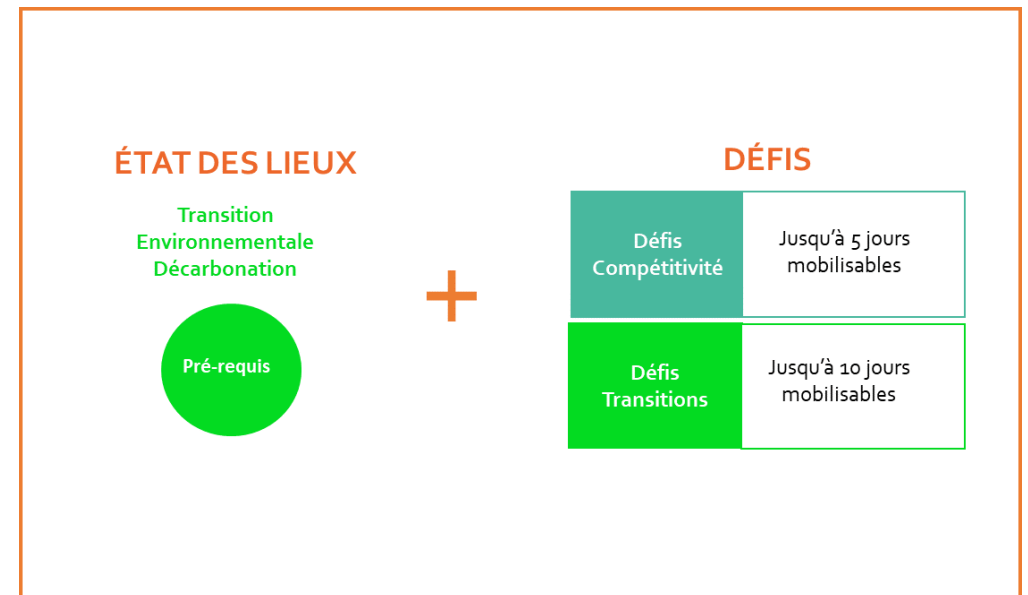 ÉTAT DES LIEUX
Transition
Environnementale
Décarbonation
Pré-requis
+
DÉFIS
Défis
Compétitivité
Jusqu'à 5 jours
mobilisables
Défis
Transitions
Jusqu'à 10 jours
mobilisables